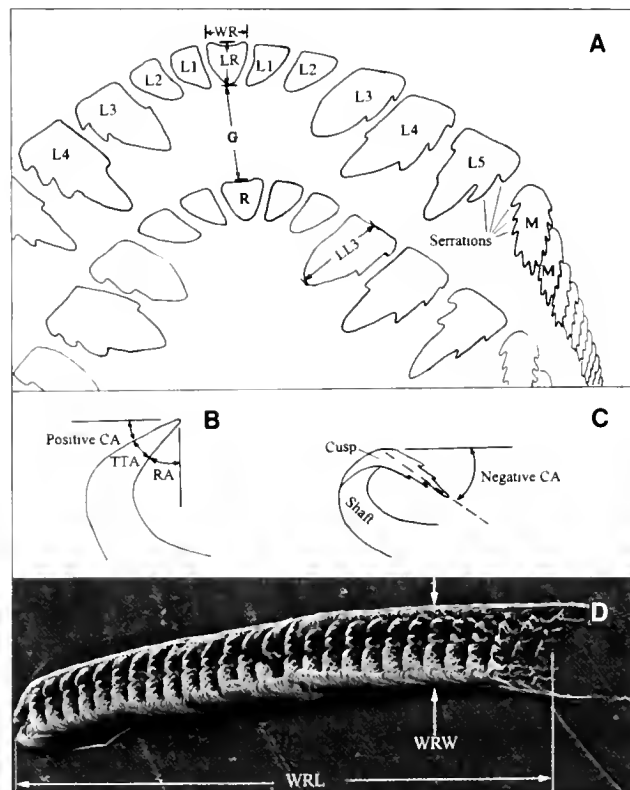 A
WR
L2 L1 LR L1 L2
L3 L3
L4 L4
G
L5
R
Serrations
M
LL3
M
B
C
Positive CA
TTA
RA
Cusp
Negative CA
Shaft
D
WRW
WRL